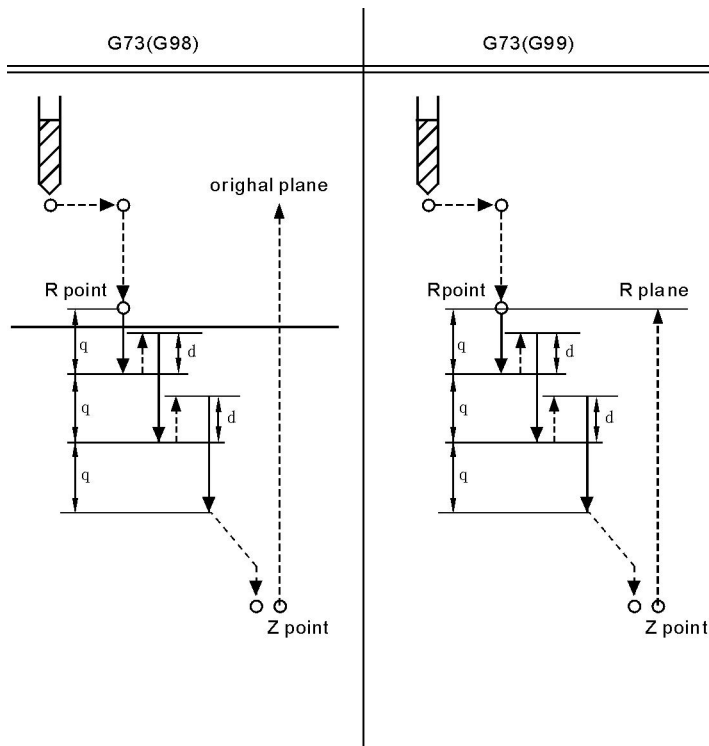 G73(G98)
orighal plane
R point
q
d
q
d
q
Z point
G73(G99)
Rpoint
R plane
q
d
q
d
q
Z point